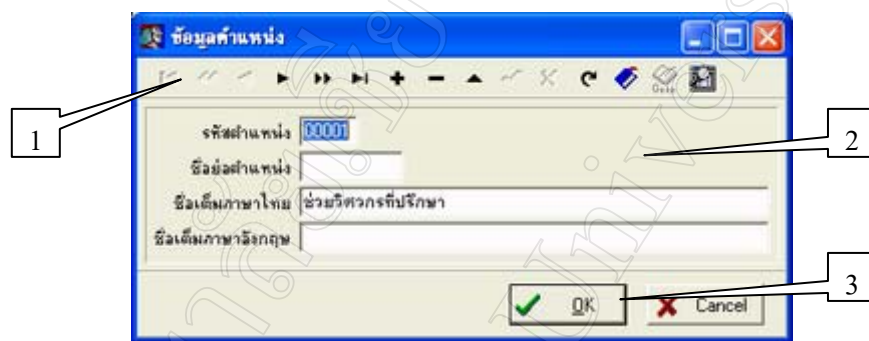 ข้อมูลตำแหน่ง
1
รหัสตำแหน่ง 00001
2
ชื่อย่อตำแหน่ง
ชื่อเต็มภาษาไทย ช่วยวิศวกรที่ปรึกษา
ชื่อเต็มภาษาอังกฤษ
3
OK Cancel